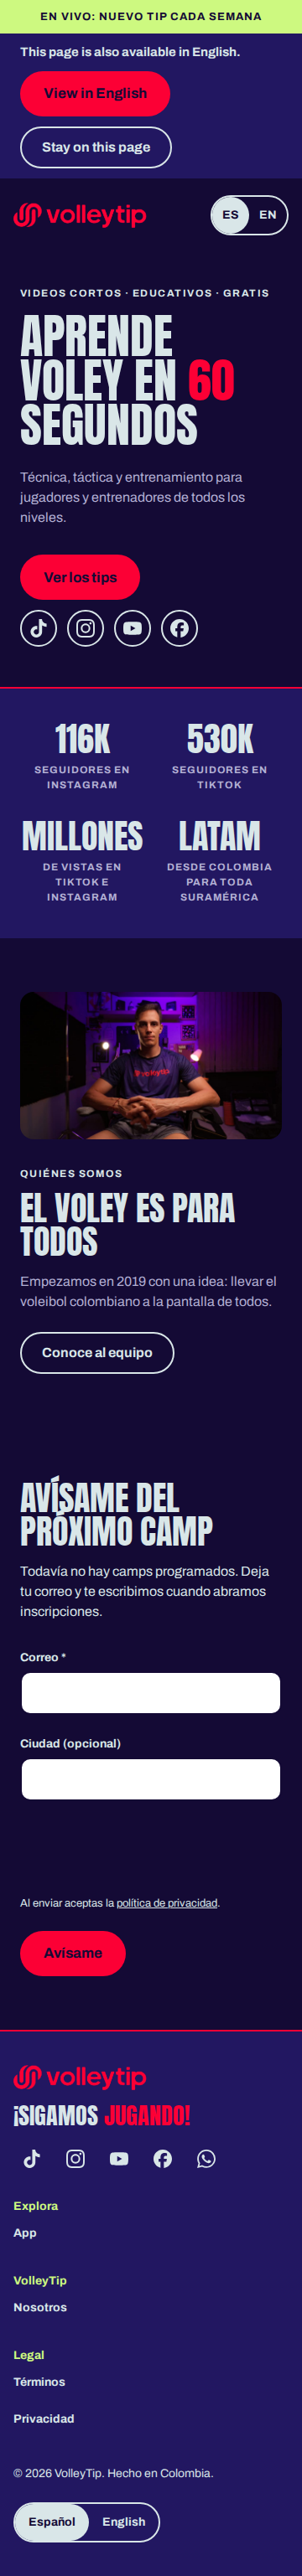 EN VIVO: NUEVO TIP CADA SEMANA
This page is also available in English.
View in English
Stay on this page
volleytip
ES EN
VIDEOS CORTOS · EDUCATIVOS · GRATIS
APRENDE
VOLEY EN 60
SEGUNDOS
Técnica, táctica y entrenamiento para
jugadores y entrenadores de todos los
niveles.
Ver los tips
116K
SEGUIDORES EN
INSTAGRAM
530K
SEGUIDORES EN
TIKTOK
MILLONES
DE VISTAS EN
TIKTOK E
INSTAGRAM
LATAM
DESDE COLOMBIA
PARA TODA
SURAMÉRICA
QUIÉNES SOMOS
EL VOLEY ES PARA
TODOS
Empezamos en 2019 con una idea: llevar el
voleibol colombiano a la pantalla de todos.
Conoce al equipo
AVÍSAME DEL
PRÓXIMO CAMP
Todavía no hay camps programados. Deja
tu correo y te escribimos cuando abramos
inscripciones.
Correo *
Ciudad (opcional)
Al enviar aceptas la política de privacidad.
Avísame
volleytip
¡SIGAMOS JUGANDO!
Explora
App
VolleyTip
Nosotros
Legal
Términos
Privacidad
© 2026 VolleyTip. Hecho en Colombia.
Español English